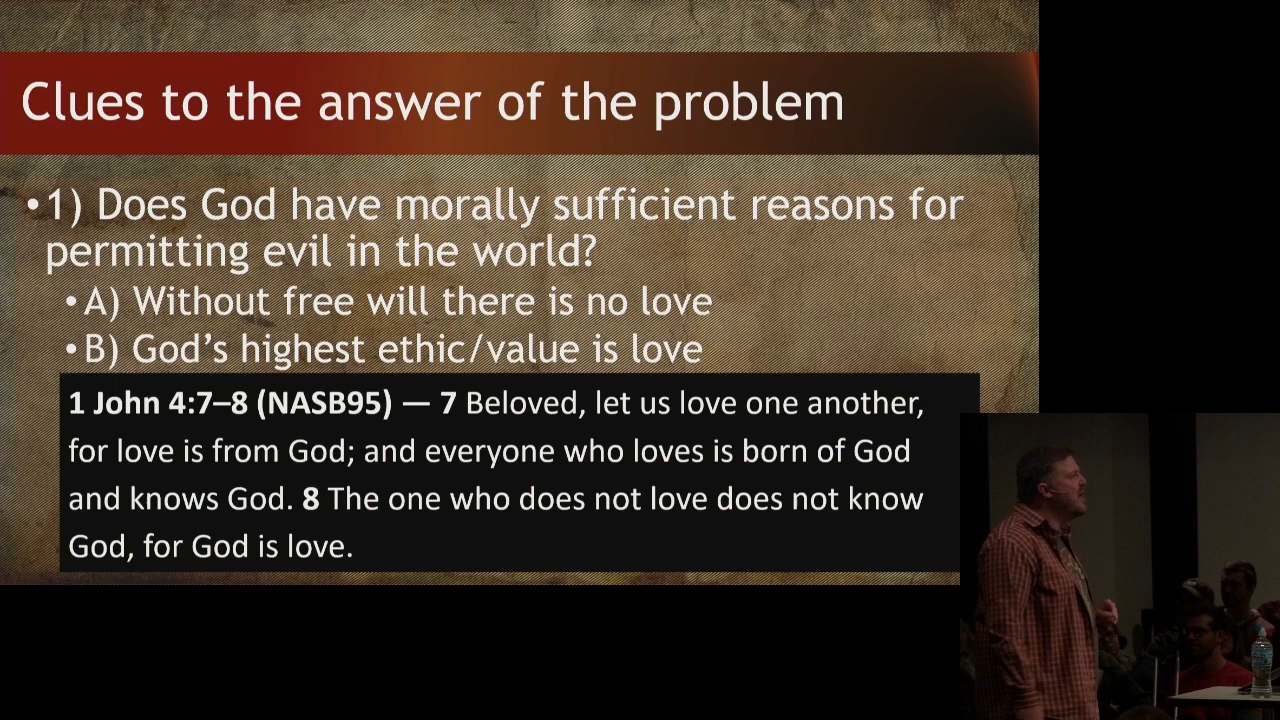 Clues to the answer of the problem
•1) Does God have morally sufficient reasons for
permitting evil in the world?
•A) Without free will there is no love
•B) God’s highest ethic/value is love
1 John 4:7–8 (NASB95) — 7 Beloved, let us love one another,
for love is from God; and everyone who loves is born of God
and knows God. 8 The one who does not love does not know
God, for God is love.